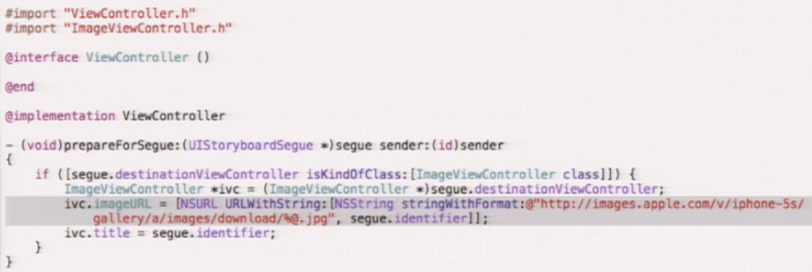 #import "ViewController.h"
#import "ImageViewController.h"
@interface ViewController ()
@end
@implementation ViewController
- (void)prepareForSegue:(UIStoryboardSegue *)segue sender:(id)sender
{
if ([segue.destinationViewController isKindOfClass:[ImageViewController class]]) {
ImageViewController *ivc = (ImageViewController *)segue.destinationViewController;
ivc.imageURL = [NSURL URLWithString:[NSString stringWithFormat:@"http://images.apple.com/v/iphone-5s/
gallery/a/images/download/%@.jpg", segue.identifier]];
ivc.title = segue.identifier;
}
}